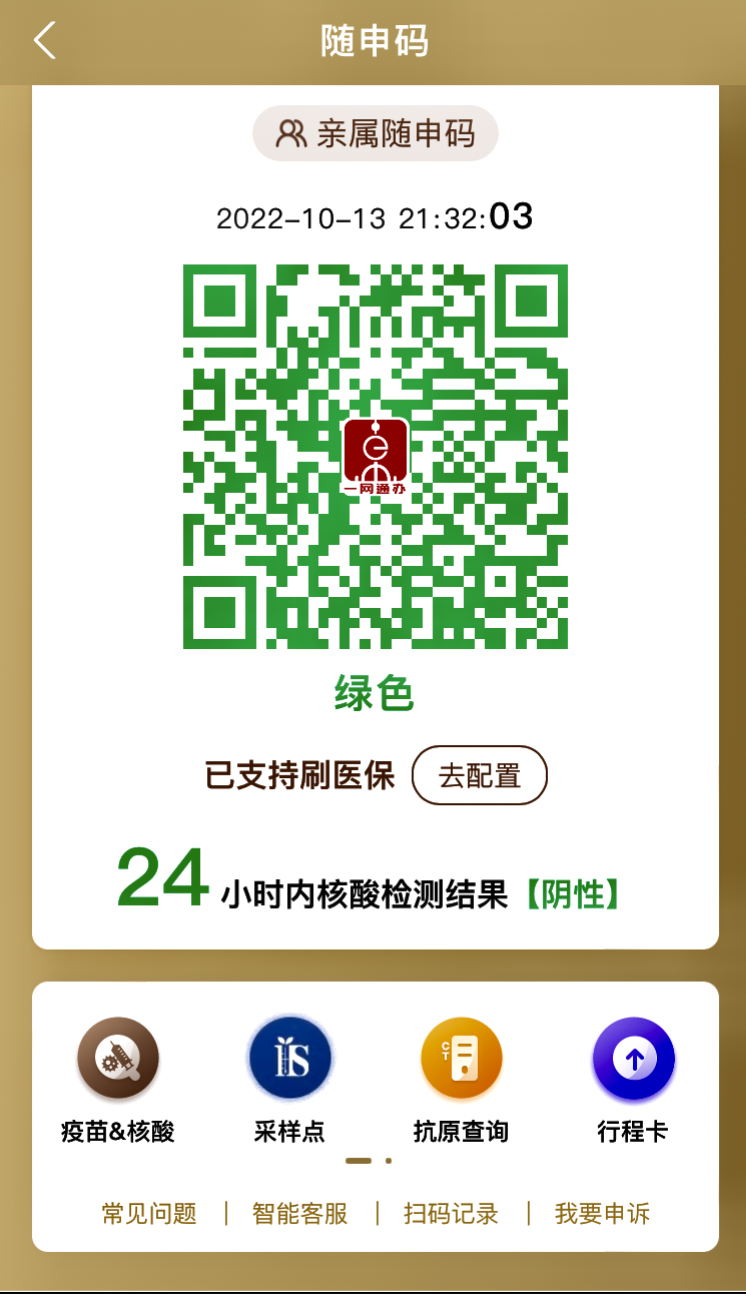 随申码
亲属随申码
2022-10-13 21:32:03
一网通办
绿色
已支持刷医保 去配置
24小时内核酸检测结果【阴性】
CT
疫苗&核酸 采样点 抗原查询 行程卡
常见问题 | 智能客服 | 扫码记录 | 我要申诉